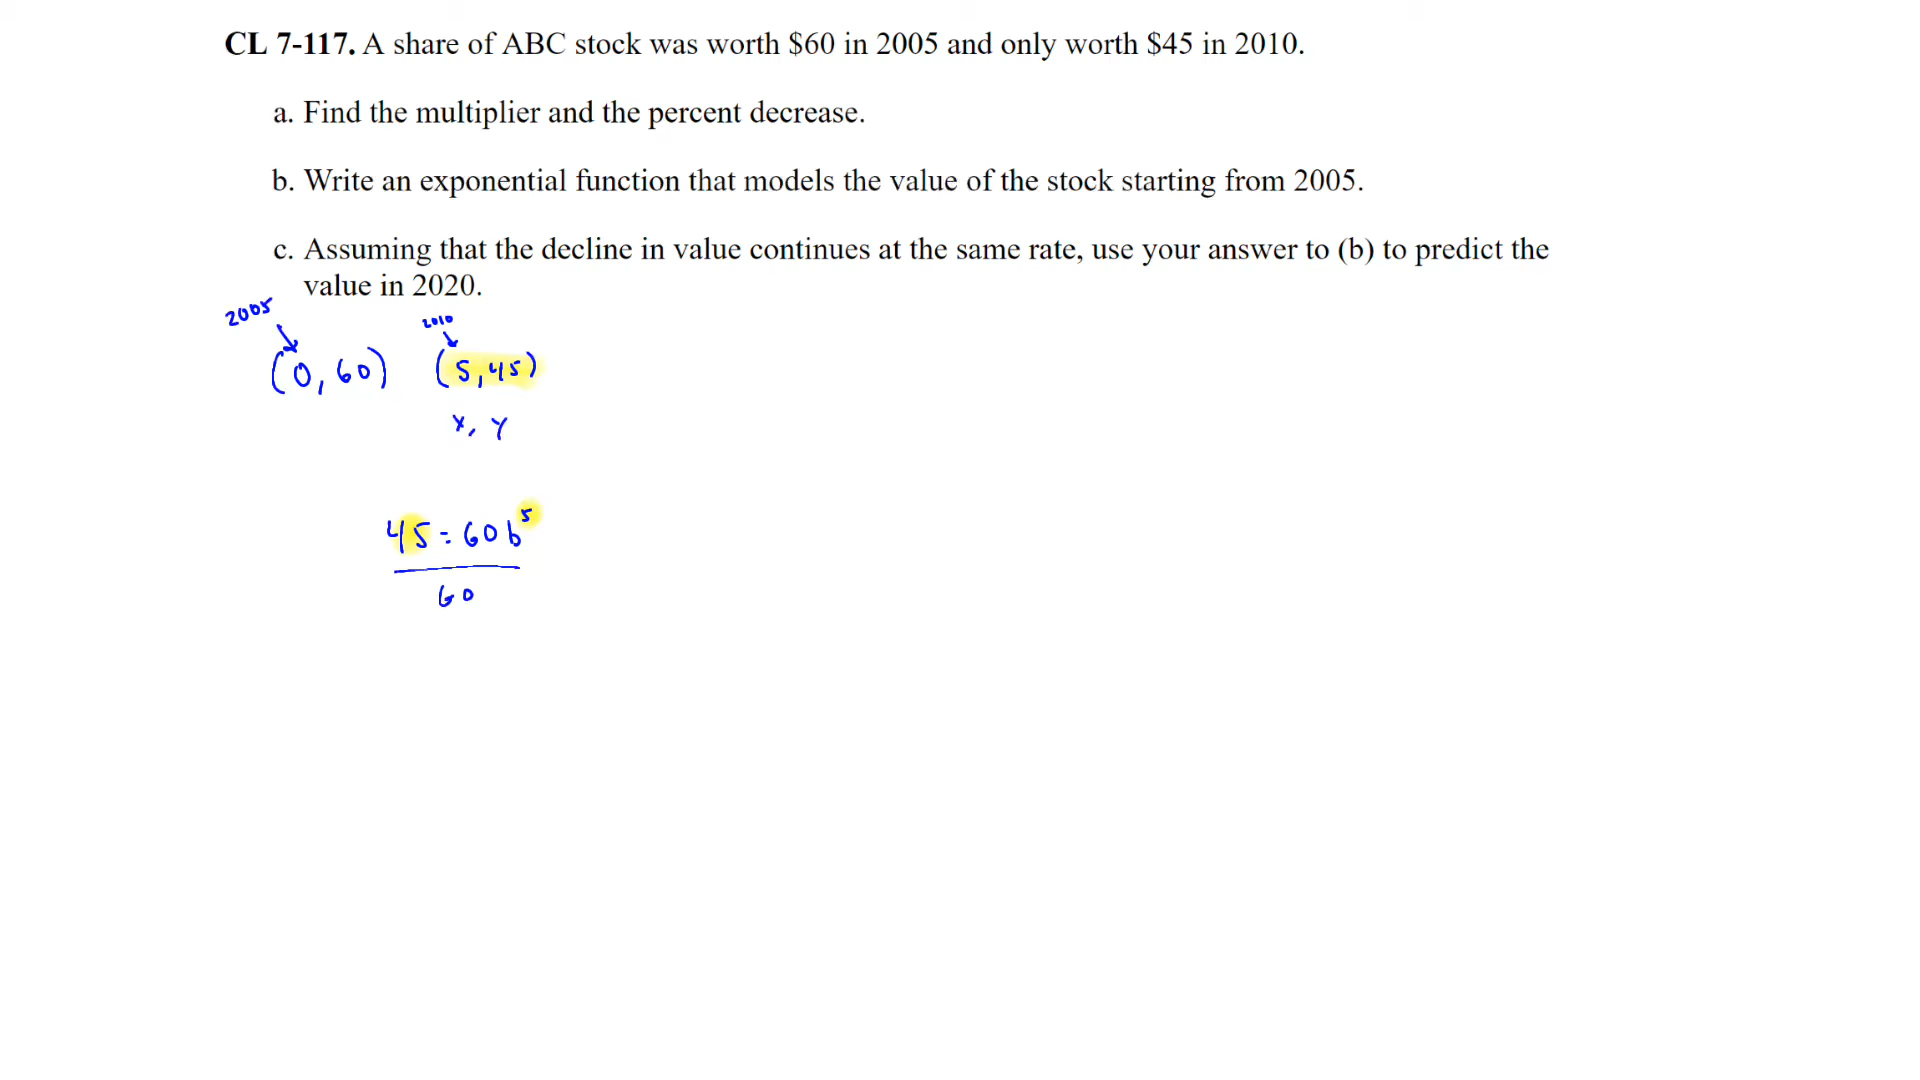 CL 7-117. A share of ABC stock was worth $60 in 2005 and only worth $45 in 2010.
a. Find the multiplier and the percent decrease.
b. Write an exponential function that models the value of the stock starting from 2005.
c. Assuming that the decline in value continues at the same rate, use your answer to (b) to predict the
value in 2020.
2005 2010
(0, 60) (5, 45)
x, y
45 = 60b⁵
60